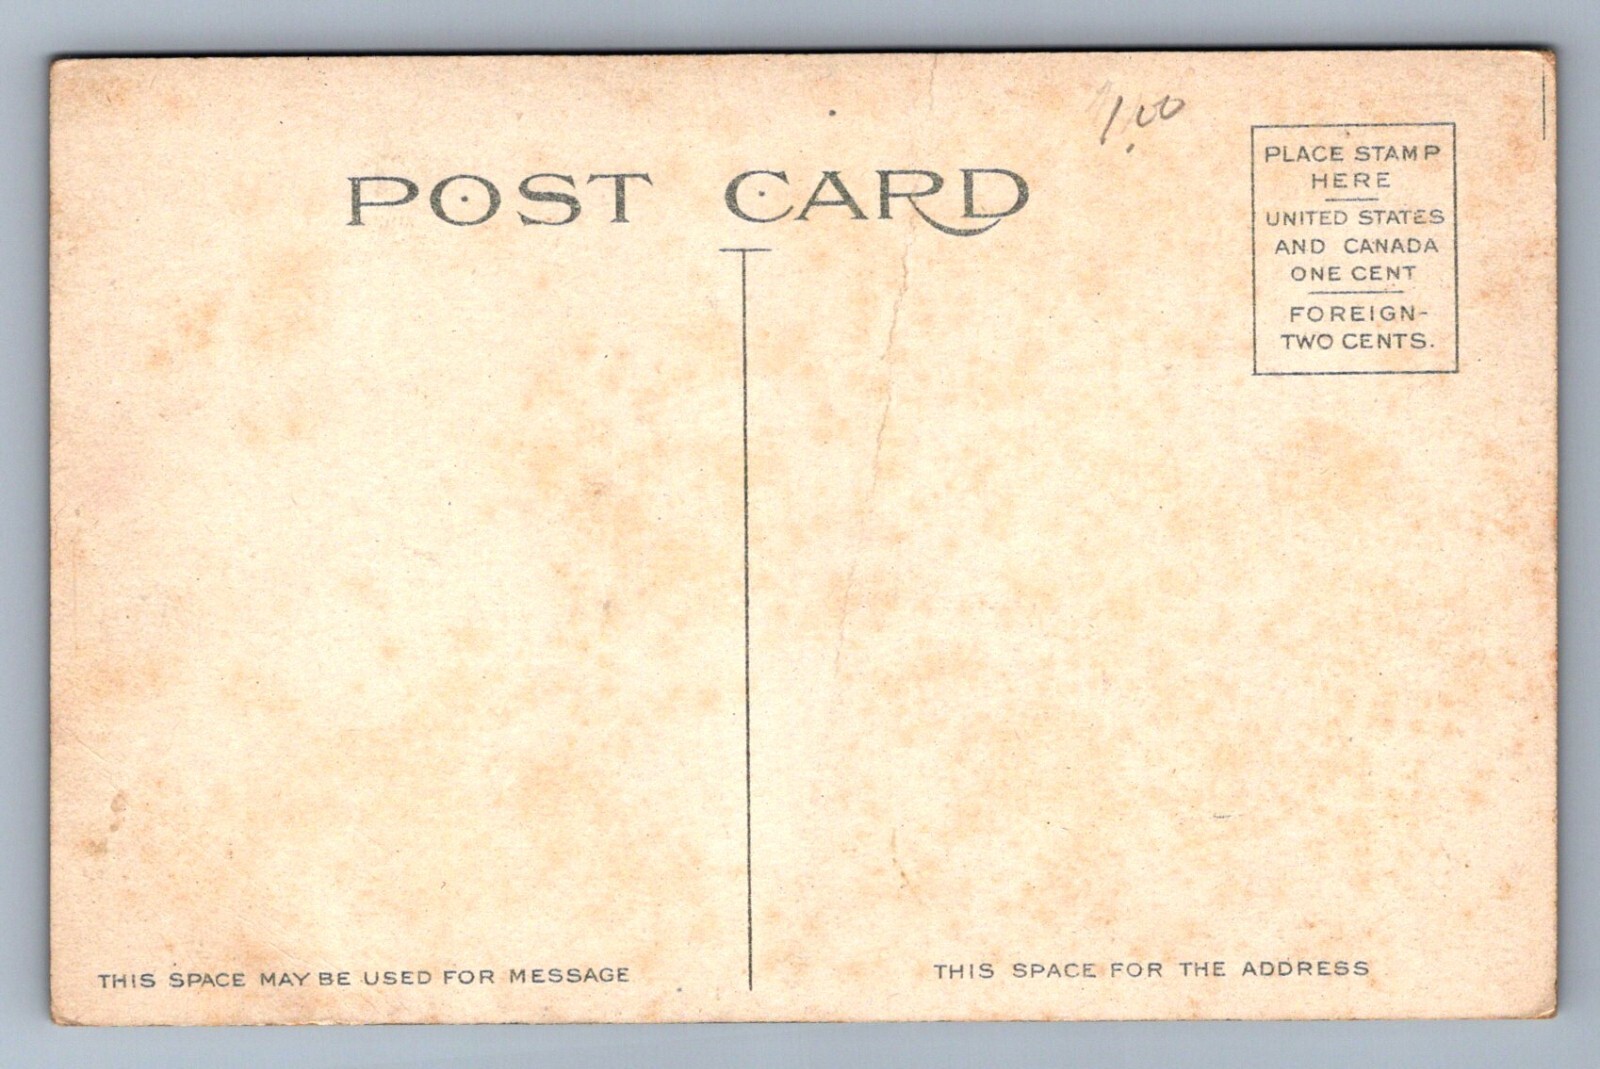 1.00
POST CARD
PLACE STAMP
HERE
UNITED STATES
AND CANADA
ONE CENT
FOREIGN-
TWO CENTS.
THIS SPACE MAY BE USED FOR MESSAGE
THIS SPACE FOR THE ADDRESS